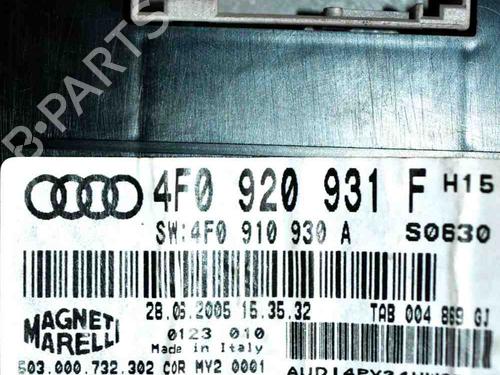 B-PARTS
4F0 920 931 F H15
SW:4F0 910 930 A S0630
28.06.2005 15.35.32 TAB 004 869 GJ
MAGNETI
MARELLI
0123 010
Made in Italy
503.000.732.302 COR MY2 0001